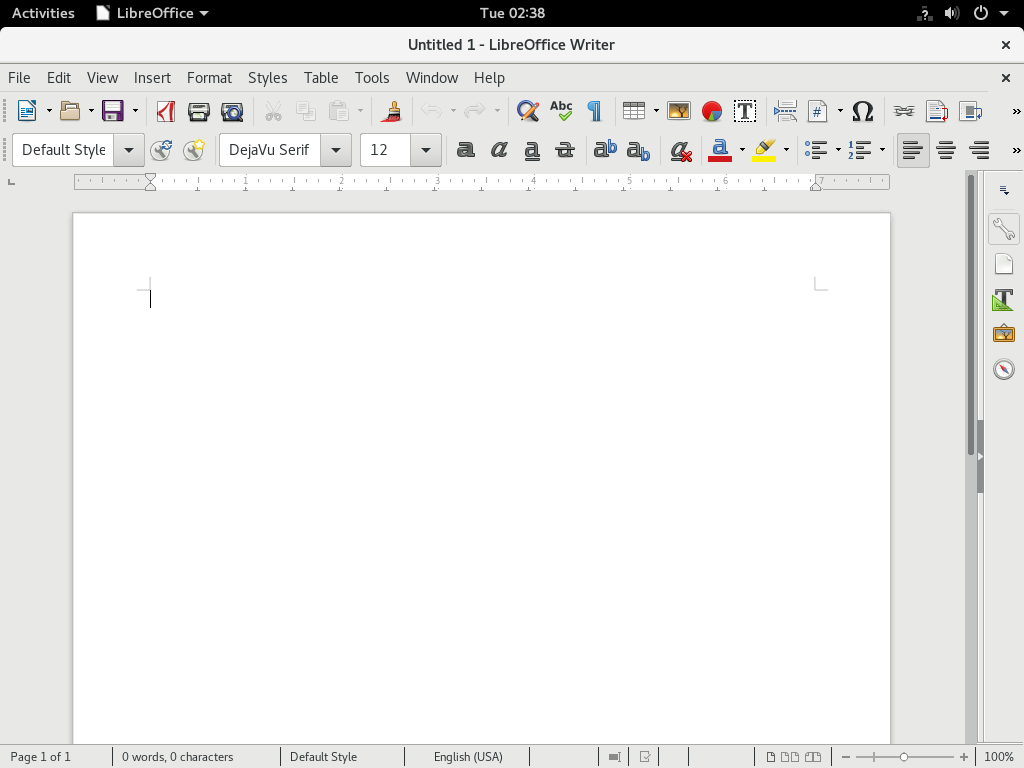 Activities LibreOffice Tue 02:38
Untitled 1 - LibreOffice Writer
File Edit View Insert Format Styles Table Tools Window Help
Abc
Default Style DejaVu Serif 12
1 2 3 4 5 6 7
Page 1 of 1 0 words, 0 characters Default Style English (USA) 100%